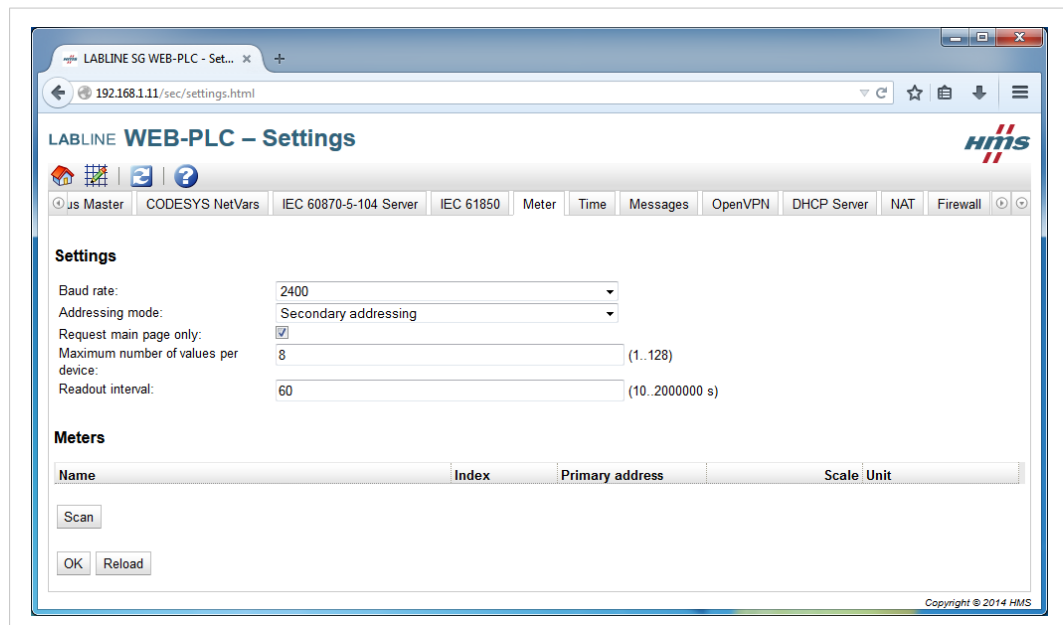 LABLINE SG WEB-PLC - Set...
192.168.1.11/sec/settings.html
LABLINE WEB-PLC – Settings
HMS
us Master CODESYS NetVars IEC 60870-5-104 Server IEC 61850 Meter Time Messages OpenVPN DHCP Server NAT Firewall
Settings
Baud rate: 2400
Addressing mode: Secondary addressing
Request main page only:
Maximum number of values per
device: 8 (1..128)
Readout interval: 60 (10..2000000 s)
Meters
Name Index Primary address Scale Unit
Scan
OK Reload
Copyright © 2014 HMS